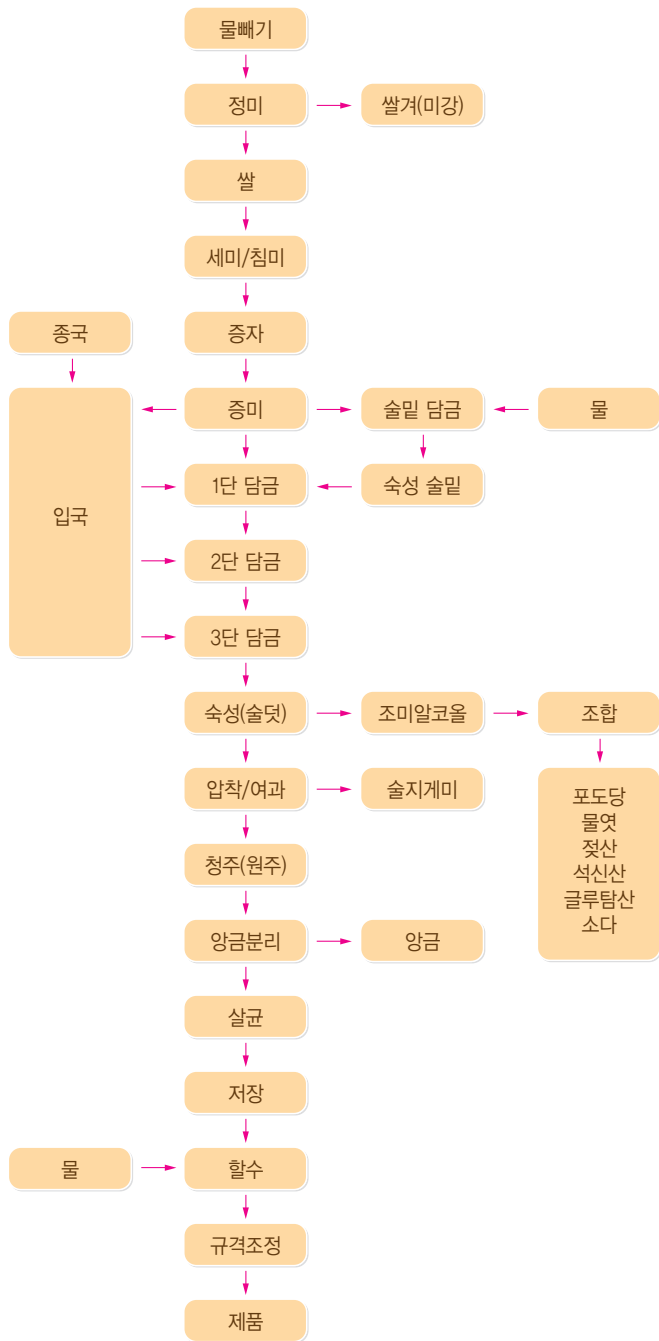 물빼기
정미
쌀겨(미강)
쌀
세미/침미
종국
증자
증미
술밑 담금
물
입국
1단 담금
숙성 술밑
2단 담금
3단 담금
숙성(술덧)
조미알코올
조합
압착/여과
술지게미
포도당
물엿
젖산
석신산
글루탐산
소다
청주(원주)
앙금분리
앙금
살균
저장
물
할수
규격조정
제품